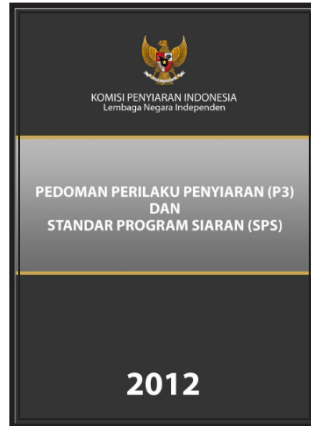 KOMISI PENYIARAN INDONESIA
Lembaga Negara Independen
PEDOMAN PERILAKU PENYIARAN (P3)
DAN
STANDAR PROGRAM SIARAN (SPS)
2012